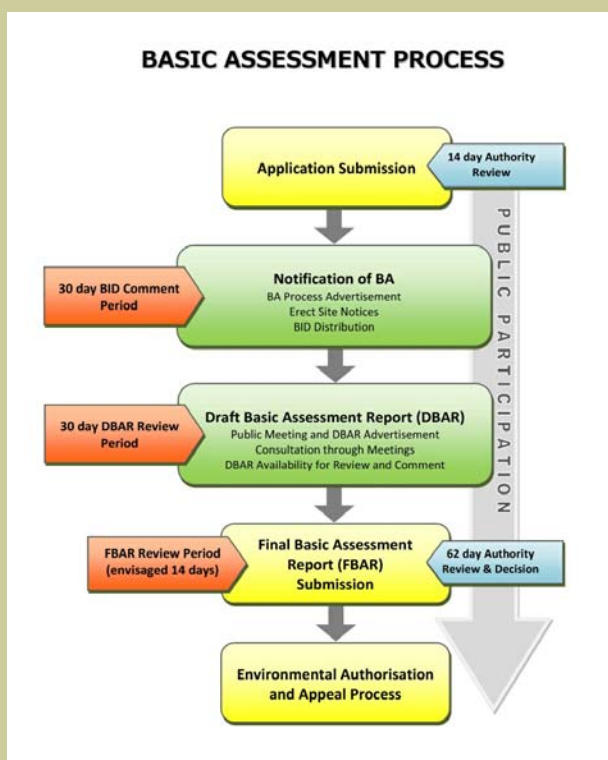 BASIC ASSESSMENT PROCESS
Application Submission
14 day Authority
Review
30 day BID Comment
Period
Notification of BA
BA Process Advertisement
Erect Site Notices
BID Distribution
30 day DBAR Review
Period
Draft Basic Assessment Report (DBAR)
Public Meeting and DBAR Advertisement
Consultation through Meetings
DBAR Availability for Review and Comment
FBAR Review Period
(envisaged 14 days)
Final Basic Assessment
Report (FBAR)
Submission
62 day Authority
Review & Decision
Environmental Authorisation
and Appeal Process
PUBLIC PARTICIPATION